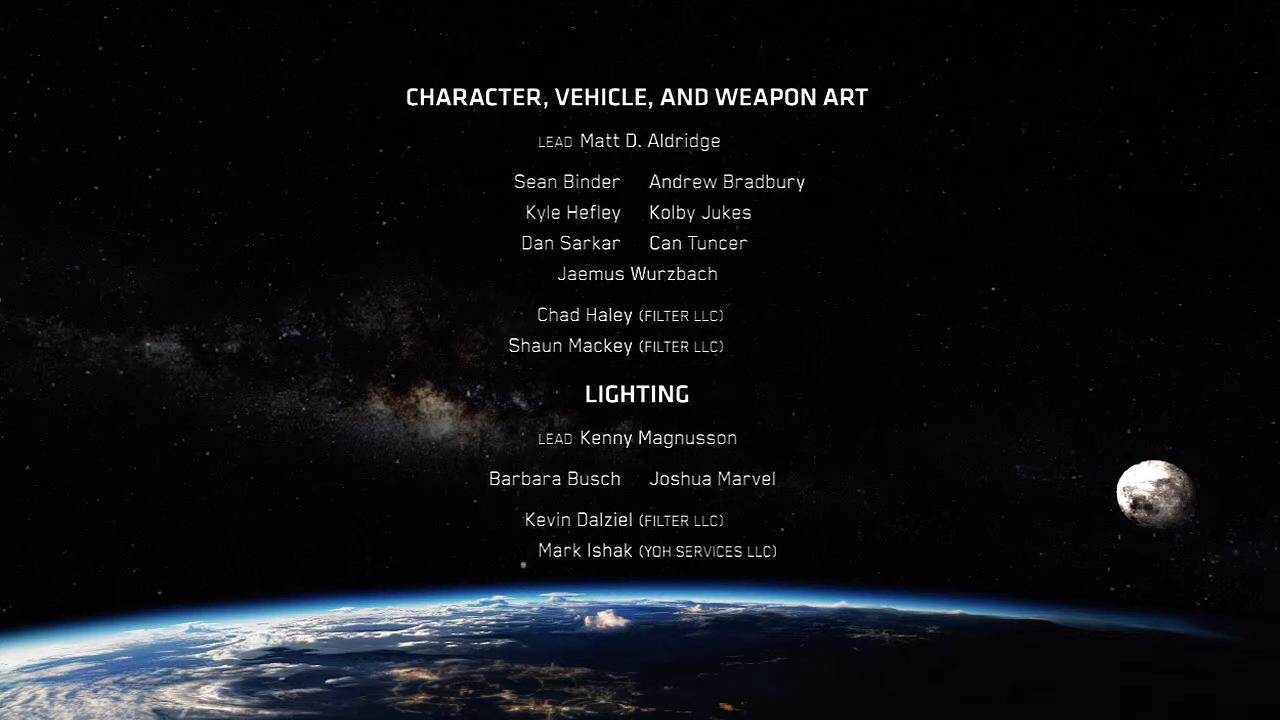 CHARACTER, VEHICLE, AND WEAPON ART
LEAD Matt D. Aldridge
Sean Binder Andrew Bradbury
Kyle Hefley Kolby Jukes
Dan Sarkar Can Tuncer
Jaemus Wurzbach
Chad Haley (FILTER LLC)
Shaun Mackey (FILTER LLC)
LIGHTING
LEAD Kenny Magnusson
Barbara Busch Joshua Marvel
Kevin Dalziel (FILTER LLC)
Mark Ishak (YOH SERVICES LLC)